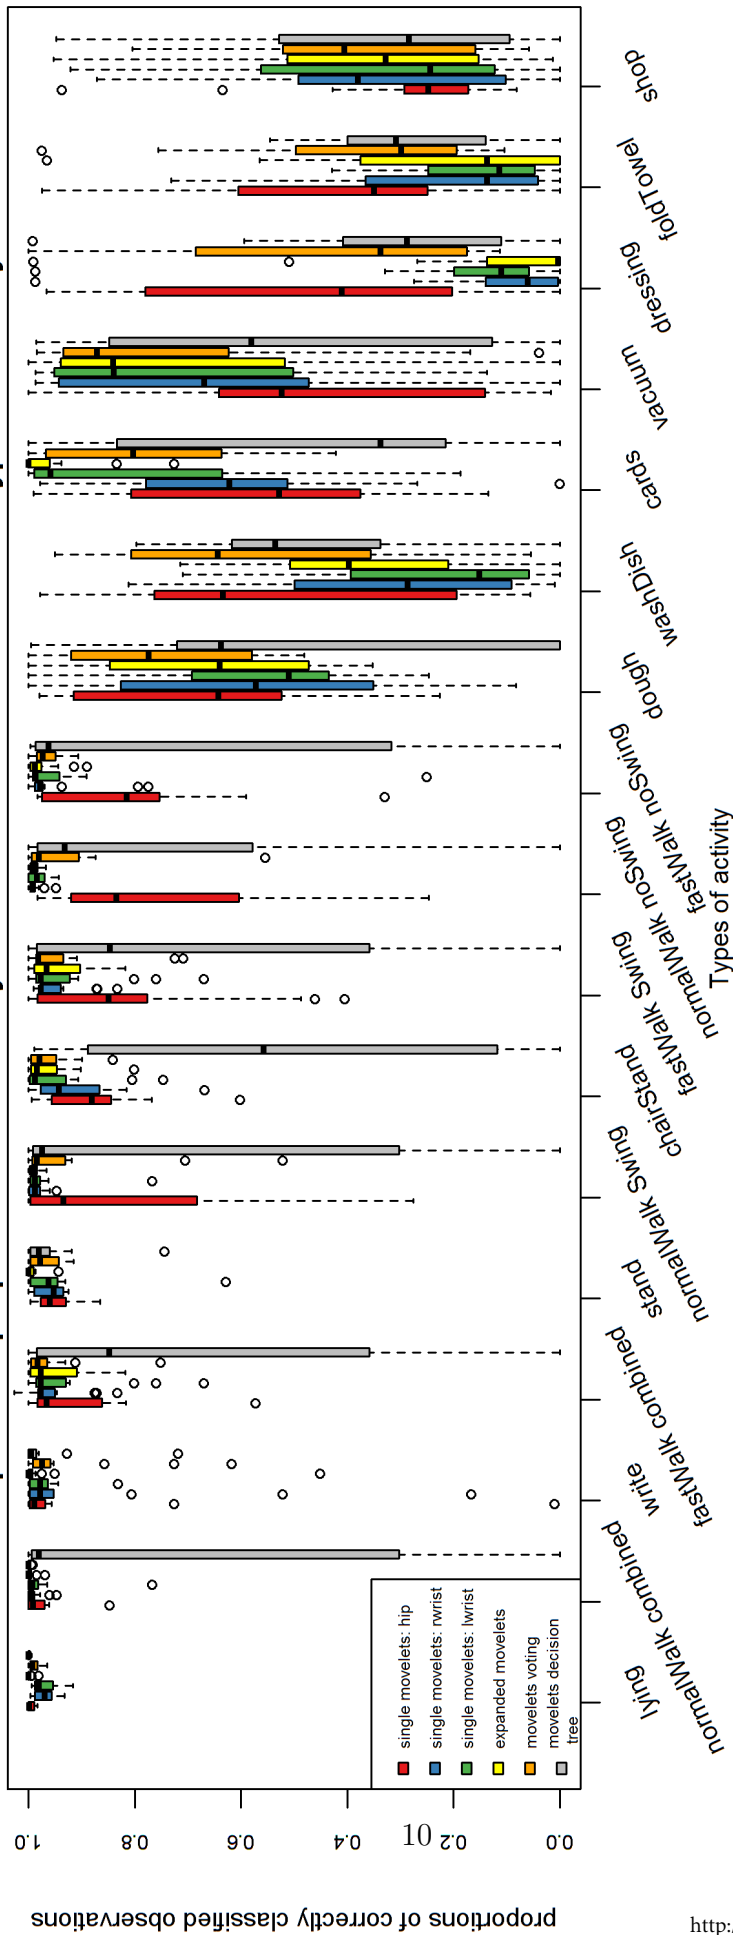 shop
foldTowel
dressing
vacuum
cards
washDish
dough
fastWalk noSwing
normalWalk noSwing
fastWalk Swing
chairStand
normalWalk Swing
stand
fastWalk combined
write
normalWalk combined
lying
Types of activity
single movelets: hip
single movelets: rwrist
single movelets: lwrist
expanded movelets
movelets voting
movelets decision
tree
1.0
0.8
0.6
0.4
0.2
0.0
10
proportions of correctly classified observations
http:/